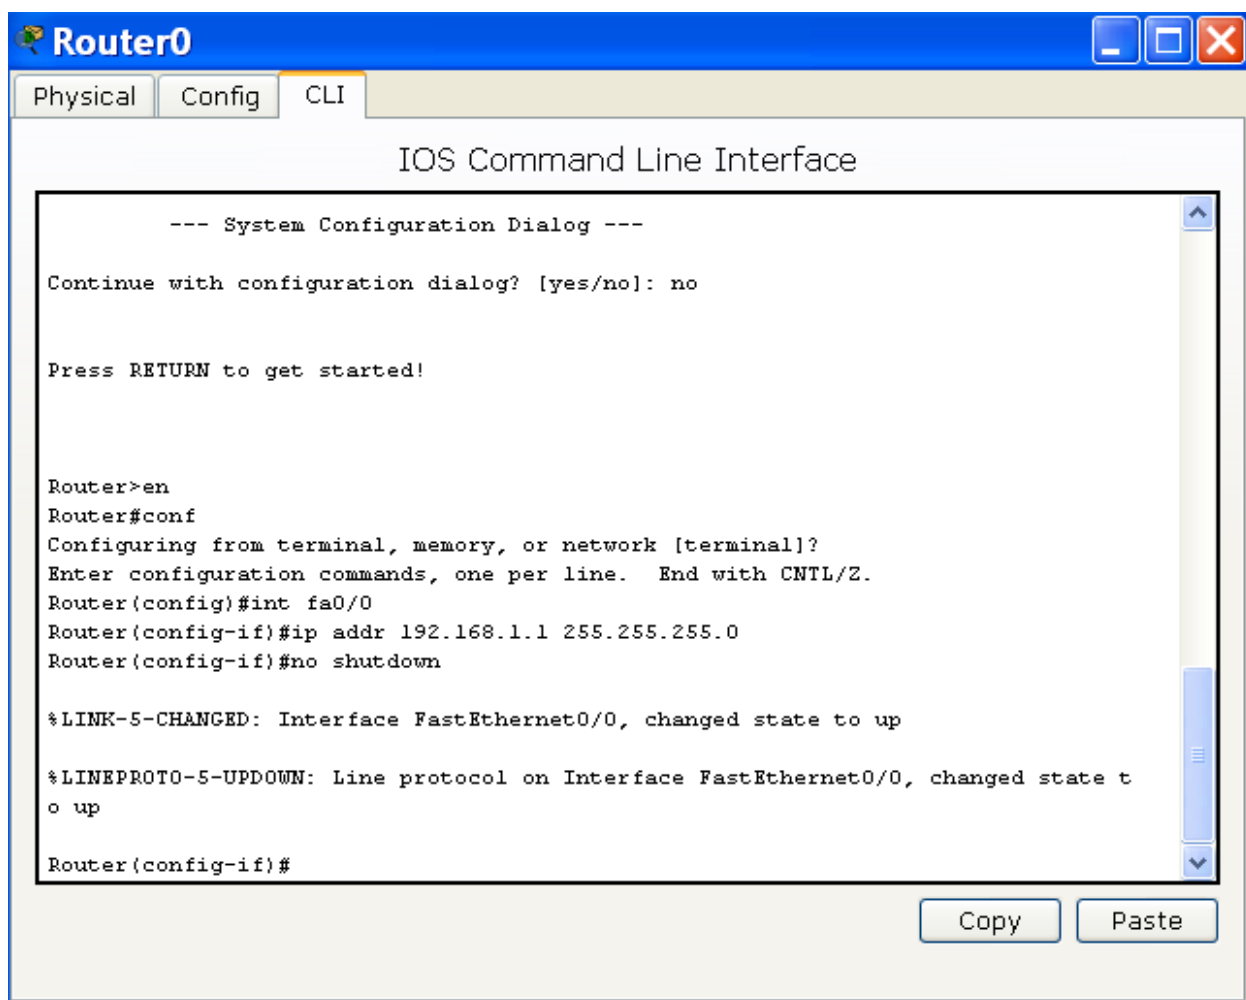 Router0
Physical Config CLI
IOS Command Line Interface
--- System Configuration Dialog ---
Continue with configuration dialog? [yes/no]: no
Press RETURN to get started!
Router>en
Router#conf
Configuring from terminal, memory, or network [terminal]?
Enter configuration commands, one per line.  End with CNTL/Z.
Router(config)#int fa0/0
Router(config-if)#ip addr 192.168.1.1 255.255.255.0
Router(config-if)#no shutdown
%LINK-5-CHANGED: Interface FastEthernet0/0, changed state to up
%LINEPROTO-5-UPDOWN: Line protocol on Interface FastEthernet0/0, changed state t
o up
Router(config-if)#
Copy Paste